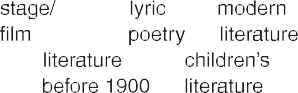 stage/ lyric modern
film poetry literature
literature children's
before 1900 literature